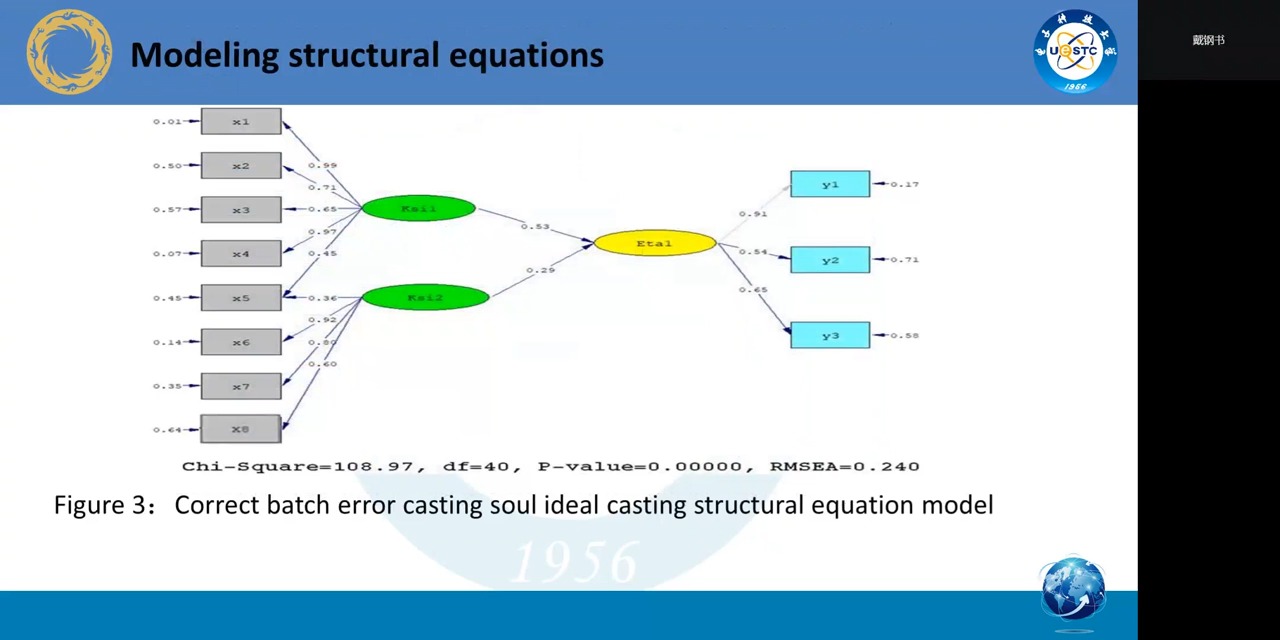 Modeling structural equations
UESTC
1956
戴钢书
0.01 x1
0.50 x2
0.57 x3
0.07 x4
0.45 x5
0.14 x6
0.35 x7
0.64 x8
0.99
0.71
0.65
0.97
0.45
0.36
0.92
0.80
0.60
Ksi1
Ksi2
0.53
0.29
Eta1
0.91
0.54
0.65
y1 0.17
y2 0.71
y3 0.58
Chi-Square=108.97, df=40, P-value=0.00000, RMSEA=0.240
Figure 3： Correct batch error casting soul ideal casting structural equation model
1956